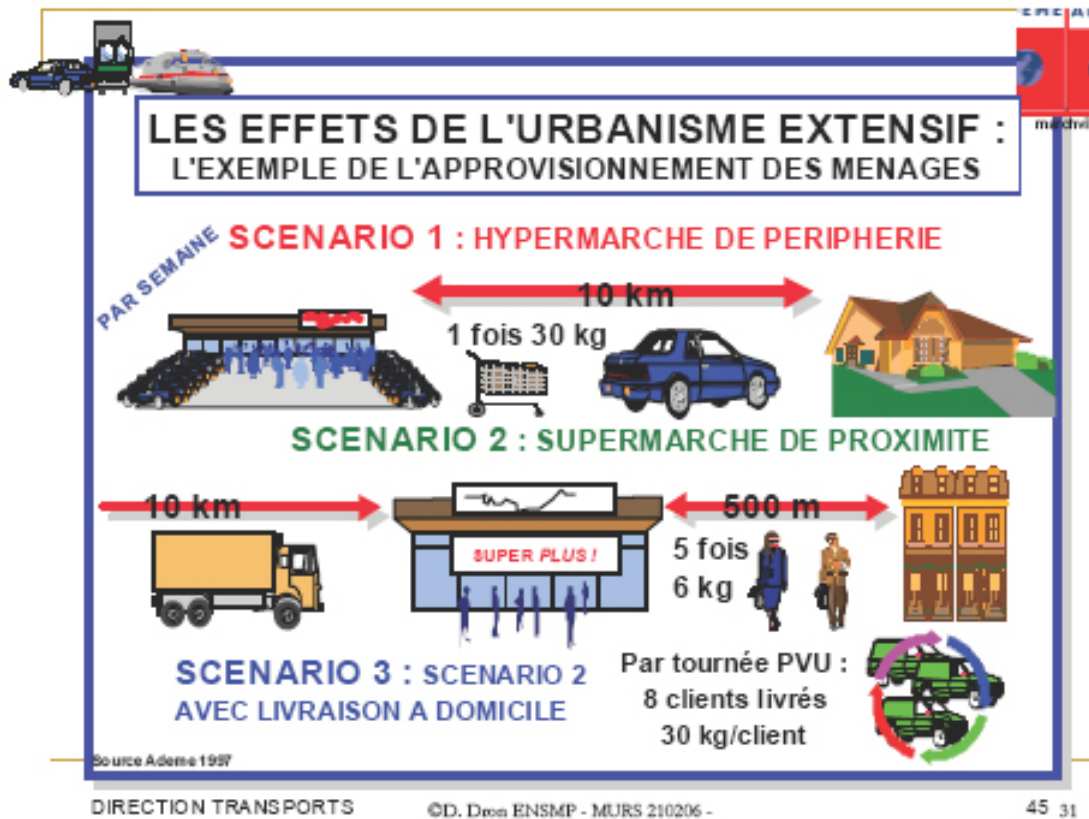 LES EFFETS DE L'URBANISME EXTENSIF :
L'EXEMPLE DE L'APPROVISIONNEMENT DES MENAGES
PAR SEMAINE
SCENARIO 1 : HYPERMARCHE DE PERIPHERIE
10 km
1 fois 30 kg
SCENARIO 2 : SUPERMARCHE DE PROXIMITE
10 km
SUPER PLUS !
500 m
5 fois
6 kg
SCENARIO 3 : SCENARIO 2
AVEC LIVRAISON A DOMICILE
Par tournée PVU :
8 clients livrés
30 kg/client
Source Ademe 1997
DIRECTION TRANSPORTS
©D. Dron ENSMP - MURS 210206 -
45
31